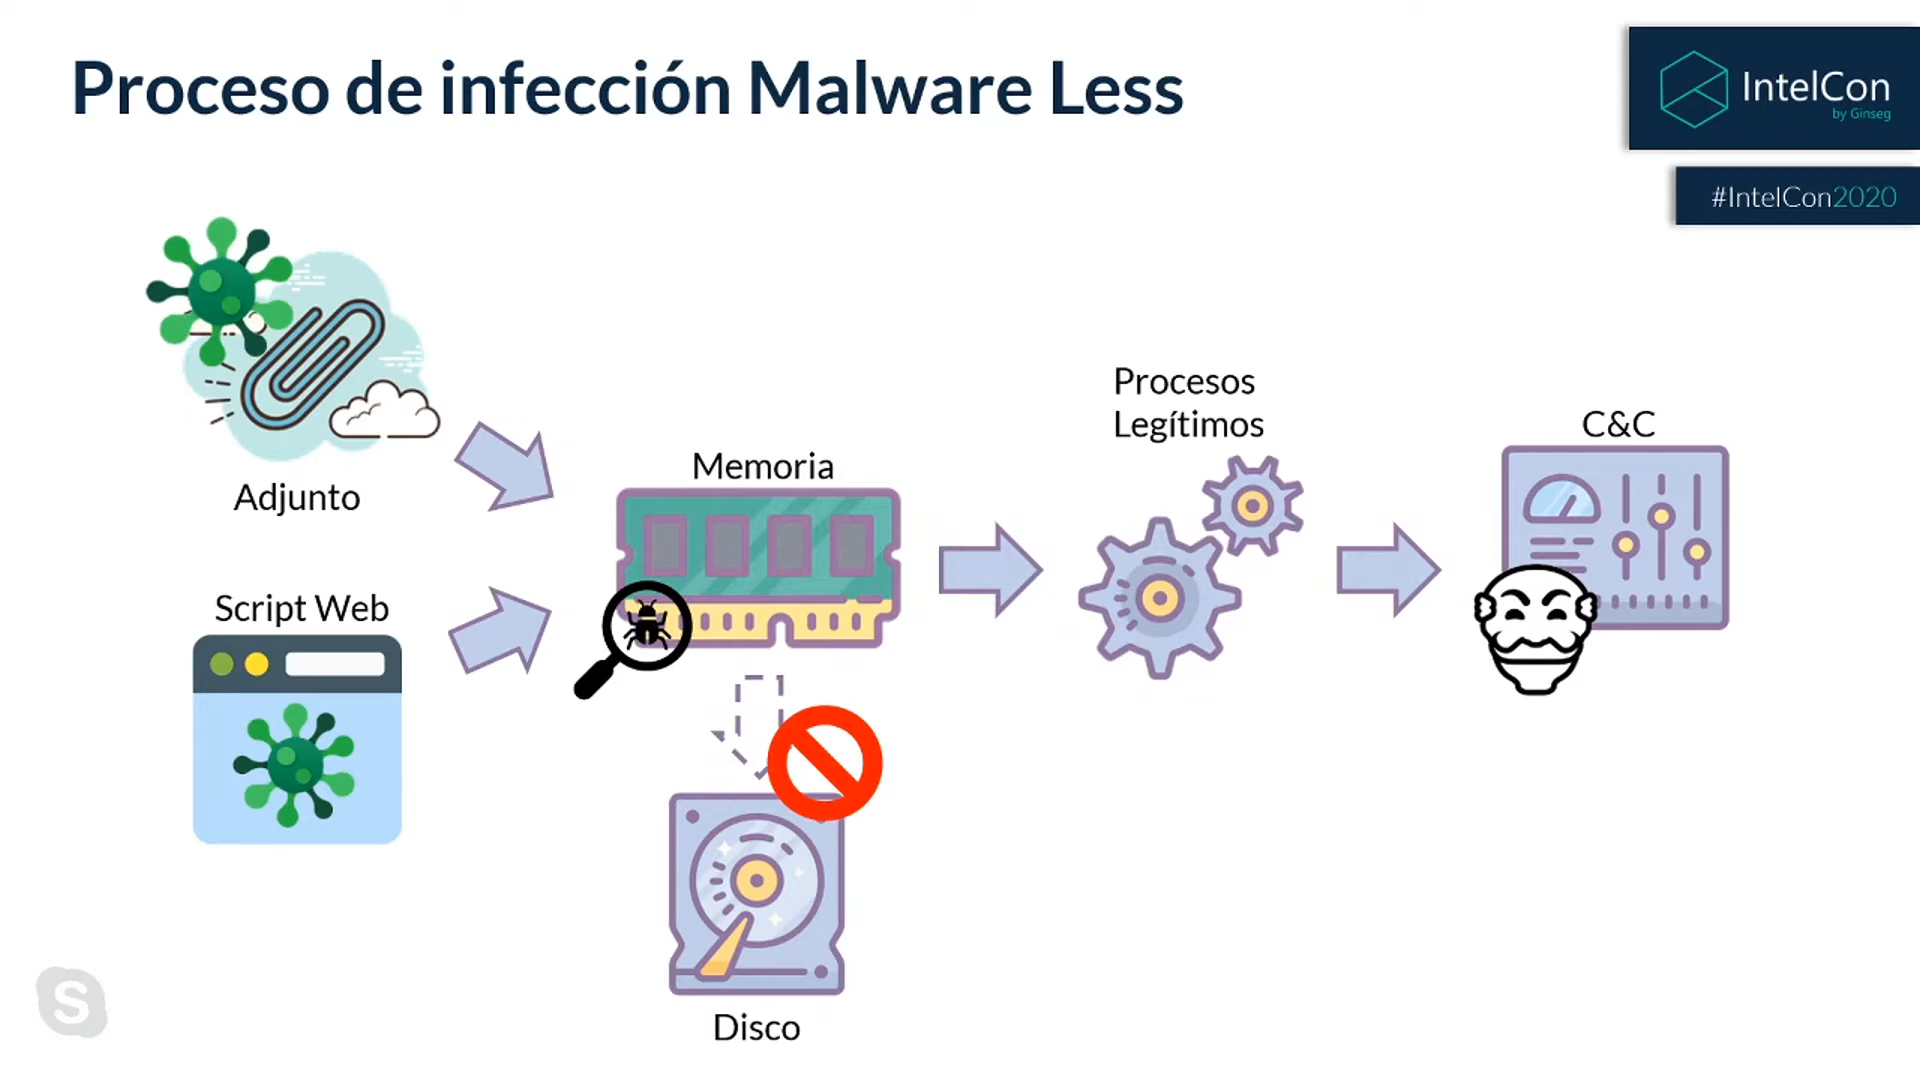 Proceso de infección Malware Less
IntelCon
by Ginseg
#IntelCon2020
Adjunto
Script Web
Memoria
Disco
Procesos
Legítimos
C&C
S